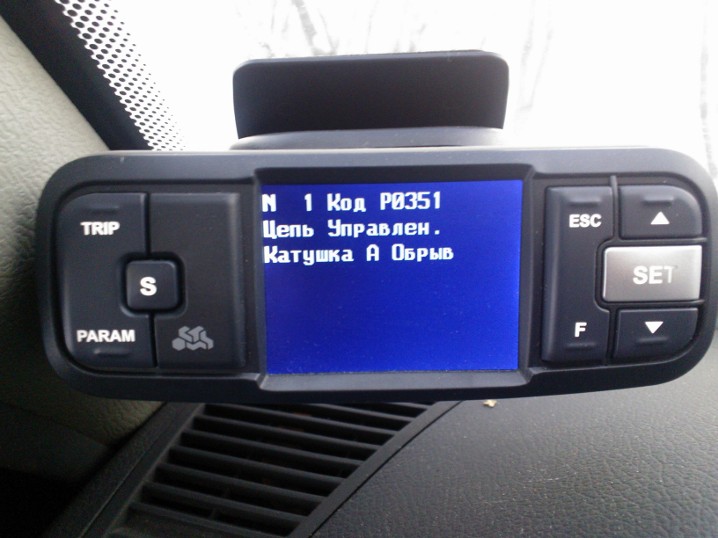 N 1 Код P0351
Цепь Управлен.
Катушка А Обрыв
TRIP
S
PARAM
ESC
SET
F